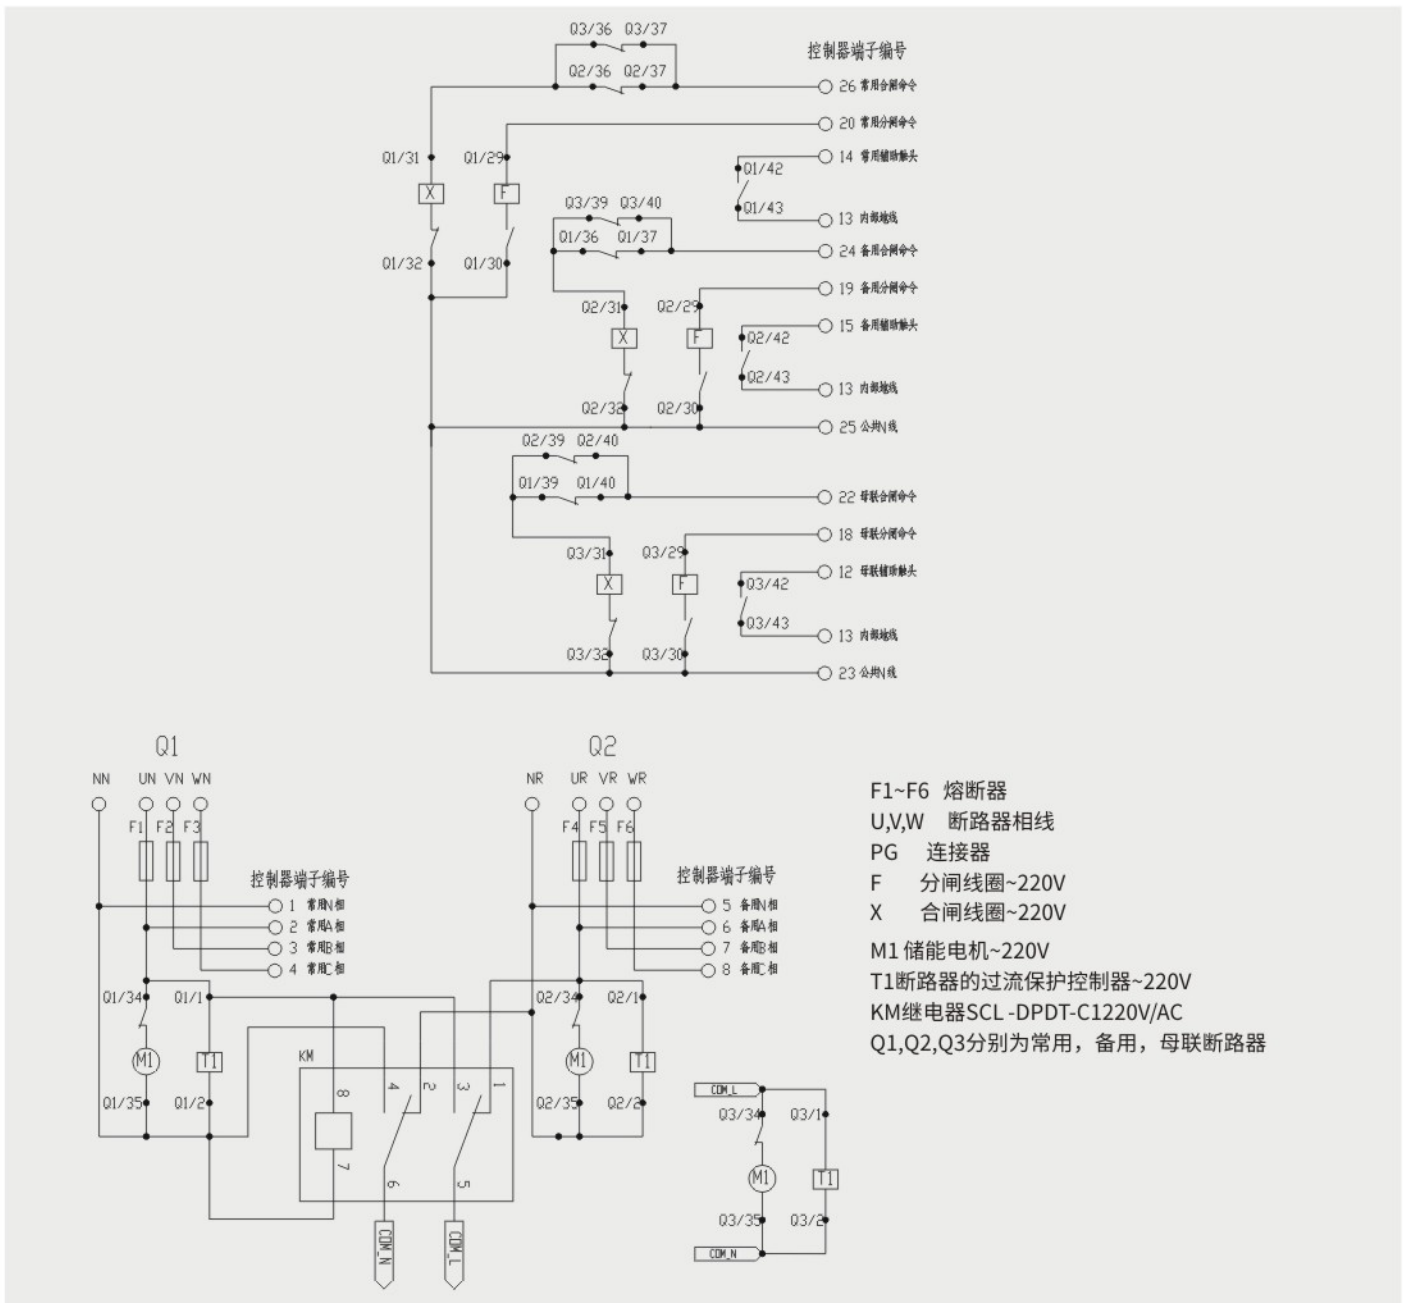 Q3/36 Q3/37
控制器端子编号
Q2/36 Q2/37
26 常用合闸命令
20 常用分闸命令
Q1/31 Q1/29
14 常用辅助触头
Q1/42
X F
Q3/39 Q3/40
Q1/43
13 内部地线
Q1/36 Q1/37
24 备用合闸命令
Q1/32 Q1/30
19 备用分闸命令
Q2/31 Q2/29
15 备用辅助触头
Q2/42
X F
Q2/43
13 内部地线
Q2/32 Q2/30
25 公共N线
Q2/39 Q2/40
Q1/39 Q1/40
22 母联合闸命令
18 母联分闸命令
Q3/31 Q3/29
12 母联辅助触头
Q3/42
X F
Q3/43
13 内部地线
Q3/32 Q3/30
23 公共N线
Q1 Q2
NN UN VN WN
NR UR VR WR
F1 F2 F3
F4 F5 F6
控制器端子编号
控制器端子编号
1 常用N相
2 常用A相
3 常用B相
4 常用C相
5 备用N相
6 备用A相
7 备用B相
8 备用C相
Q1/34 Q1/1
Q2/34 Q2/1
M1 T1
KM
M1 T1
4 2 3 1
8
Q1/35 Q1/2
Q2/35 Q2/2
7
6 5
COM_N
COM_L
F1~F6 熔断器
U,V,W 断路器相线
PG 连接器
F 分闸线圈~220V
X 合闸线圈~220V
M1 储能电机~220V
T1断路器的过流保护控制器~220V
KM继电器SCL -DPDT-C1220V/AC
Q1,Q2,Q3分别为常用，备用，母联断路器
COM_L
Q3/34 Q3/1
M1 T1
Q3/35 Q3/2
COM_N